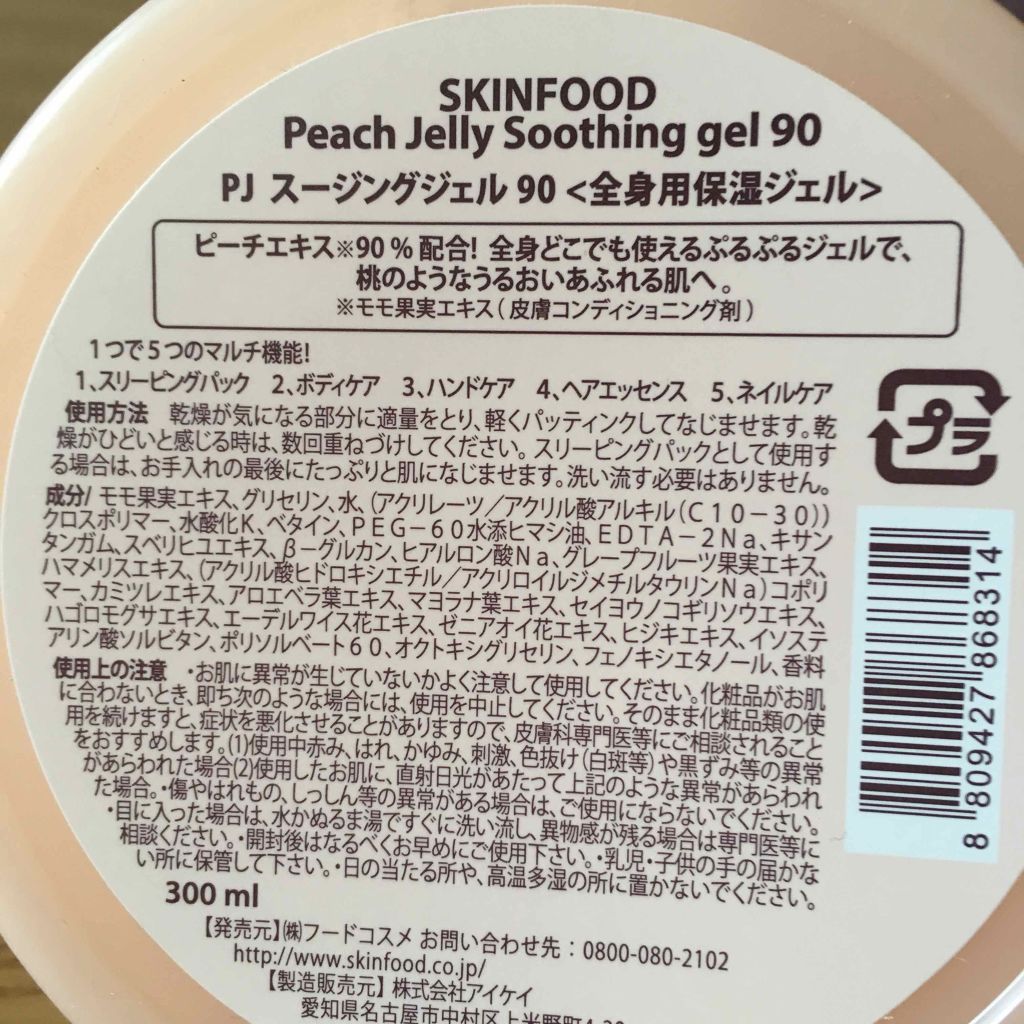 SKINFOOD
Peach Jelly Soothing gel 90
PJ スージングジェル 90 <全身用保湿ジェル>
ピーチエキス※90 % 配合! 全身どこでも使えるぷるぷるジェルで、
桃のようなうるおいあふれる肌へ。
※モモ果実エキス ( 皮膚コンディショニング剤 )
1つで5つのマルチ機能!
1、スリーピングパック 2、ボディケア 3、ハンドケア 4、ヘアエッセンス 5、ネイルケア
使用方法 乾燥が気になる部分に適量をとり、軽くパッティンクしてなじませます。乾
燥がひどいと感じる時は、数回重ねづけしてください。スリーピングパックとして使用す
る場合は、お手入れの最後にたっぷりと肌になじませます。洗い流す必要はありません。
成分/ モモ果実エキス、グリセリン、水、(アクリレーツ／アクリル酸アルキル(C10－30))
クロスポリマー、水酸化K、ベタイン、PEG－60水添ヒマシ油、EDTA－2Na、キサン
タンガム、スベリヒユエキス、β－グルカン、ヒアルロン酸Na、グレープフルーツ果実エキス、
ハマメリスエキス、(アクリル酸ヒドロキシエチル／アクリロイルジメチルタウリンNa)コポリ
マー、カミツレエキス、アロエベラ葉エキス、マヨラナ葉エキス、セイヨウノコギリソウエキス、
ハゴロモグサエキス、エーデルワイス花エキス、ゼニアオイ花エキス、ヒジキエキス、イソステ
アリン酸ソルビタン、ポリソルベート60、オクトキシグリセリン、フェノキシエタノール、香料
使用上の注意 ・お肌に異常が生じていないかよく注意して使用してください。化粧品がお肌
に合わないとき、即ち次のような場合には、使用を中止してください。そのまま化粧品類の使
用を続けますと、症状を悪化させることがありますので、皮膚科専門医等にご相談されること
をおすすめします。(1)使用中赤み、はれ、かゆみ、刺激、色抜け(白斑等)や黒ずみ等の異常
があらわれた場合(2)使用したお肌に、直射日光があたって上記のような異常があらわれ
た場合。・傷やはれもの、しっしん等の異常がある場合は、ご使用にならないでください。
・目に入った場合は、水かぬるま湯ですぐに洗い流し、異物感が残る場合は専門医等に
相談ください。・開封後はなるべくお早めにご使用下さい。・乳児・子供の手の届かな
い所に保管して下さい。・日の当たる所や、高温多湿の所に置かないでください。
300 ml
【発売元】㈱フードコスメ お問い合わせ先：0800-080-2102
http://www.skinfood.co.jp/
【製造販売元】株式会社アイケイ
愛知県名古屋市中村区上米野町4-20
プラ
8 809427 868314